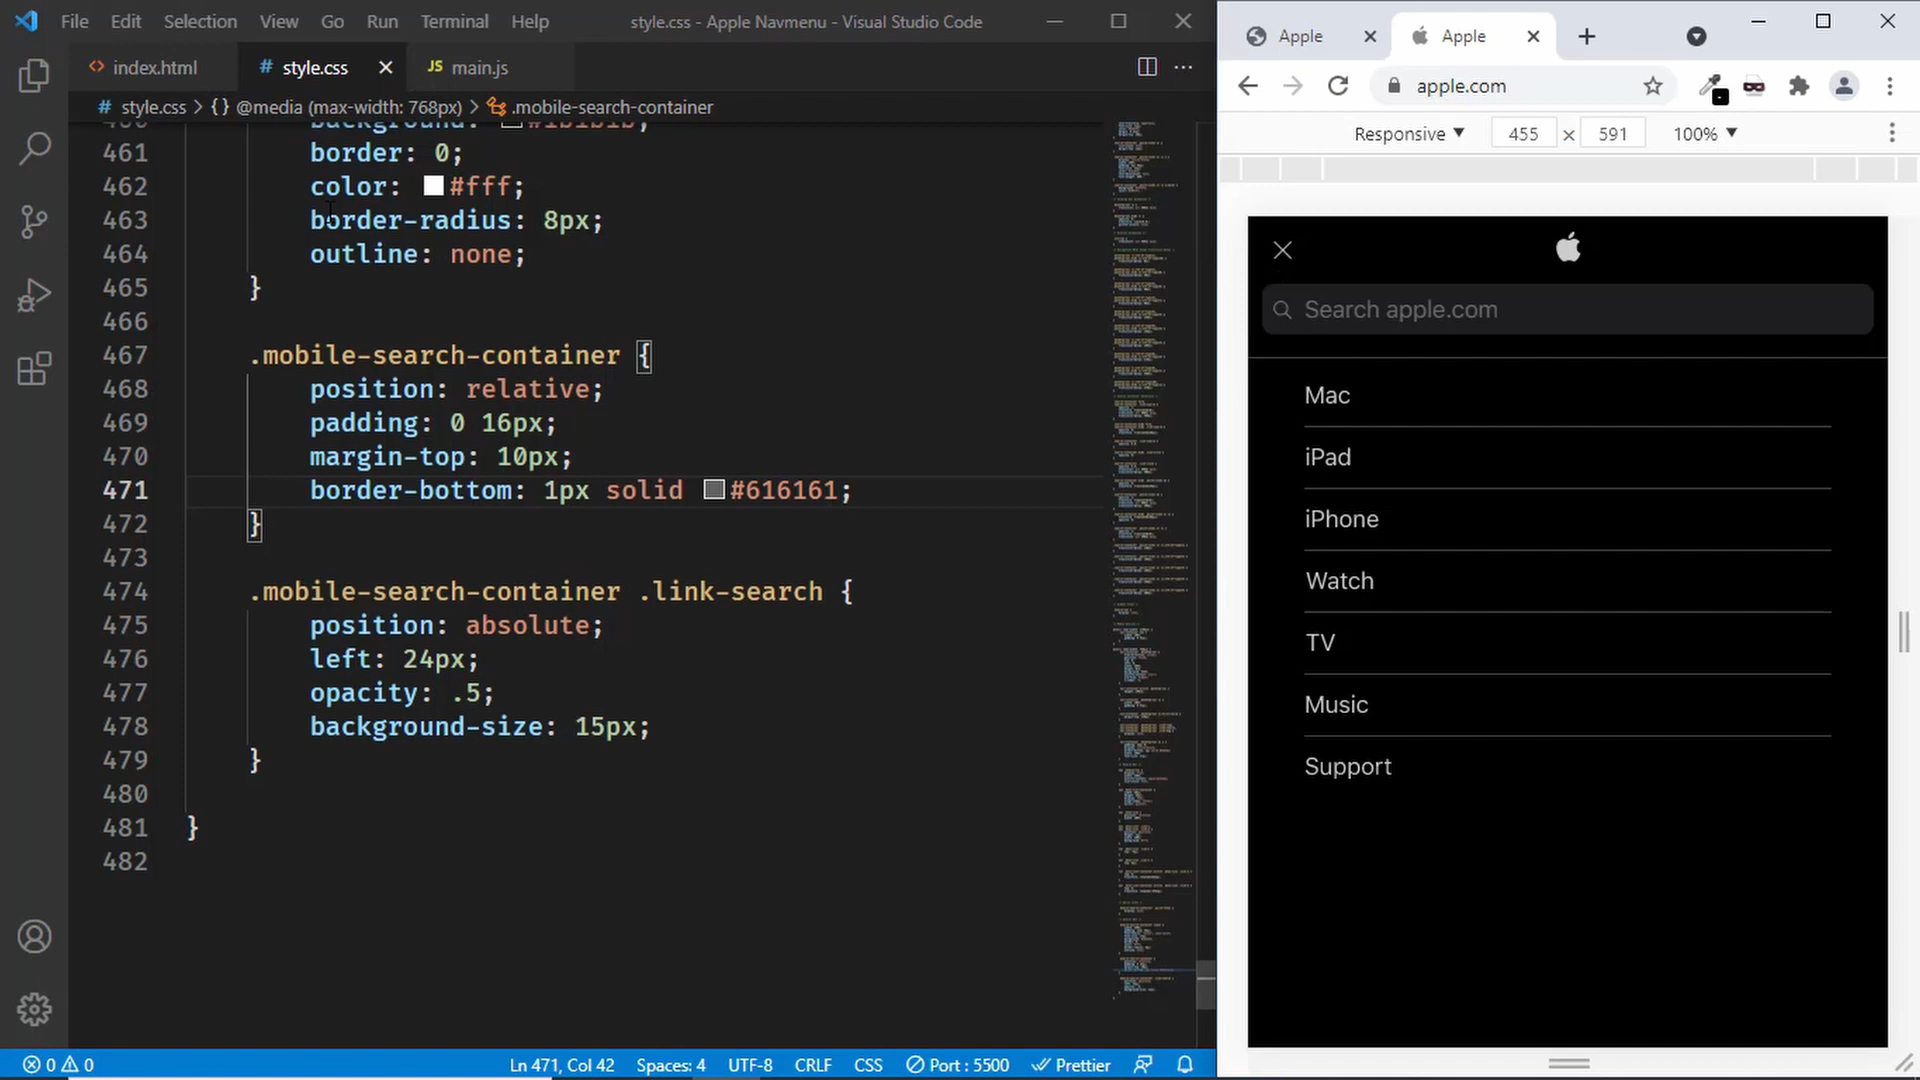 File Edit Selection View Go Run Terminal Help style.css - Apple Navmenu - Visual Studio Code
index.html
# style.css
JS main.js
# style.css > {} @media (max-width: 768px) > .mobile-search-container
461 border: 0;
462 color: #fff;
463 border-radius: 8px;
464 outline: none;
465 }
466
467 .mobile-search-container {
468 position: relative;
469 padding: 0 16px;
470 margin-top: 10px;
471 border-bottom: 1px solid #616161;
472 }
473
474 .mobile-search-container .link-search {
475 position: absolute;
476 left: 24px;
477 opacity: .5;
478 background-size: 15px;
479 }
480
481 }
482
0 0
Ln 471, Col 42 Spaces: 4 UTF-8 CRLF CSS Port : 5500 Prettier
Apple
Apple
apple.com
Responsive 455 × 591 100%
Search apple.com
Mac
iPad
iPhone
Watch
TV
Music
Support